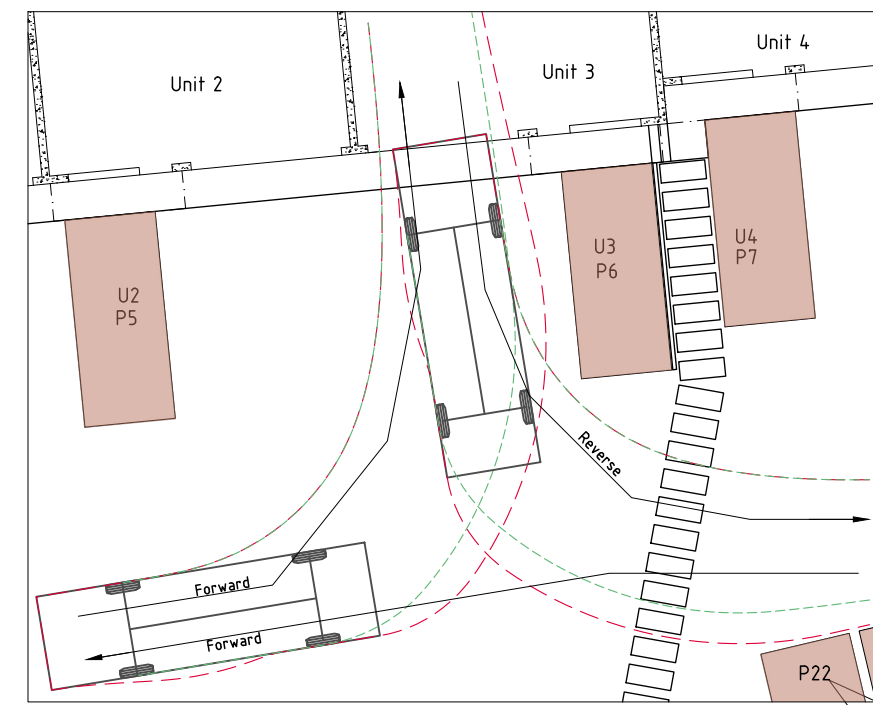 Unit 4
Unit 3
Unit 2
U4
P7
U3
P6
U2
P5
Reverse
Forward
Forward
P22